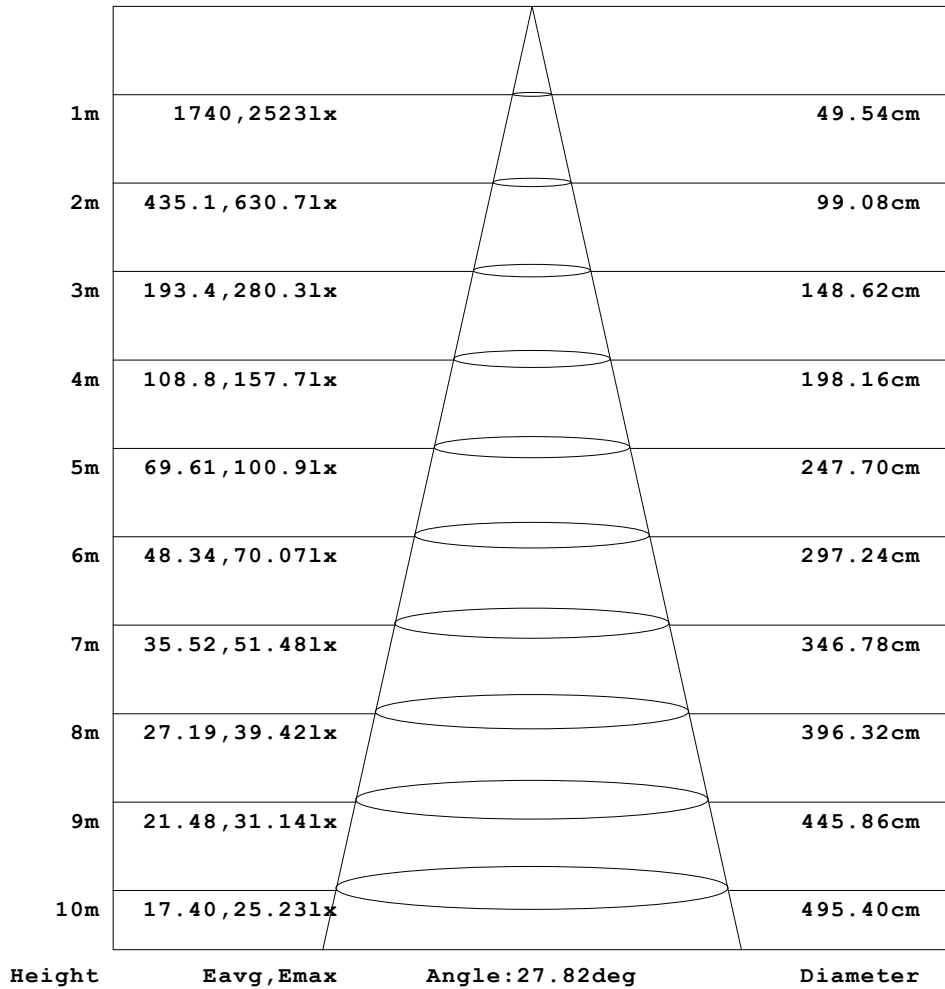 1m 1740,2523lx 49.54cm
2m 435.1,630.7lx 99.08cm
3m 193.4,280.3lx 148.62cm
4m 108.8,157.7lx 198.16cm
5m 69.61,100.9lx 247.70cm
6m 48.34,70.07lx 297.24cm
7m 35.52,51.48lx 346.78cm
8m 27.19,39.42lx 396.32cm
9m 21.48,31.14lx 445.86cm
10m 17.40,25.23lx 495.40cm
Height Eavg,Emax Angle:27.82deg Diameter